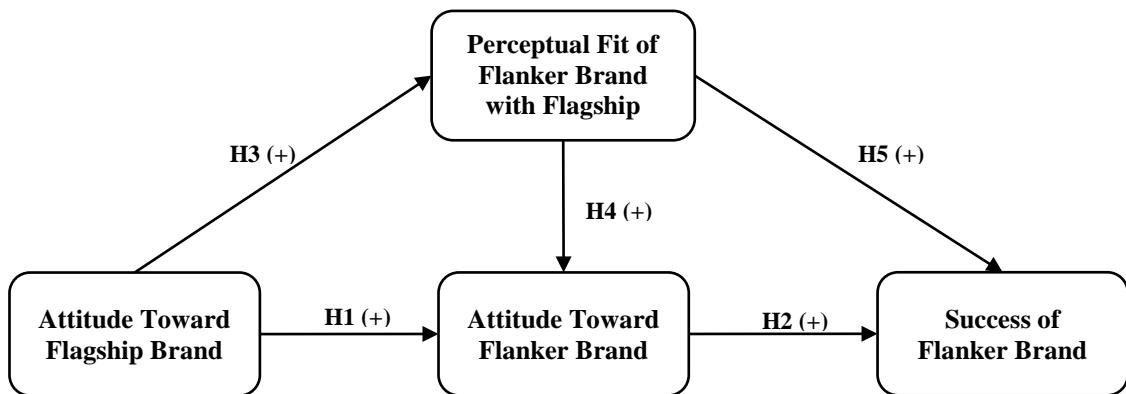 Perceptual Fit of
Flanker Brand
with Flagship
H3 (+)
H5 (+)
H4 (+)
Attitude Toward
Flagship Brand
H1 (+)
Attitude Toward
Flanker Brand
H2 (+)
Success of
Flanker Brand